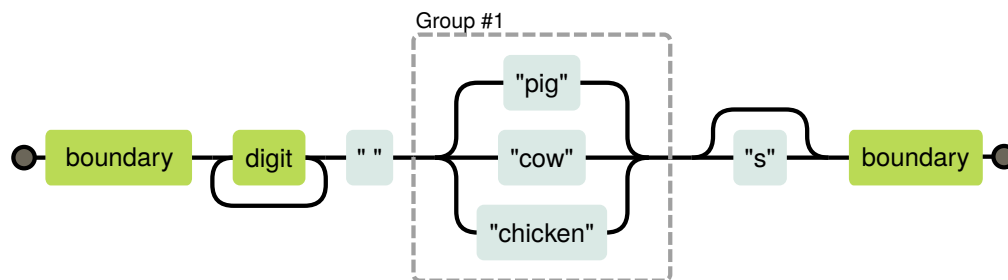 Group #1
boundary
digit
" "
"pig"
"cow"
"chicken"
"s"
boundary